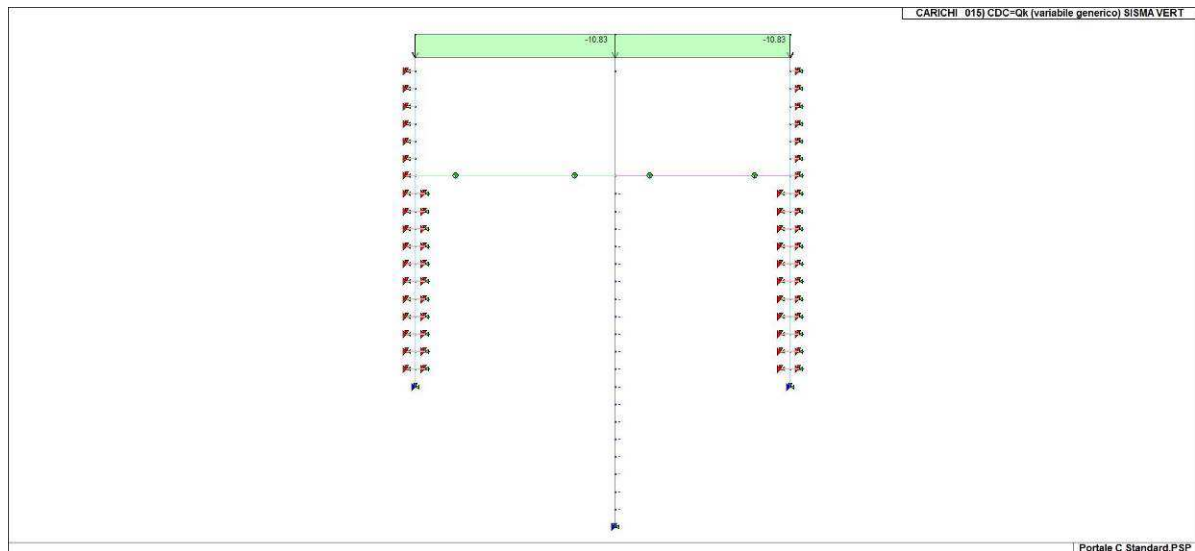 CARICHI 015) CDC=Qk (variabile generico) SISMA VERT
-10.83 -10.83
Portale C Standard.PSP